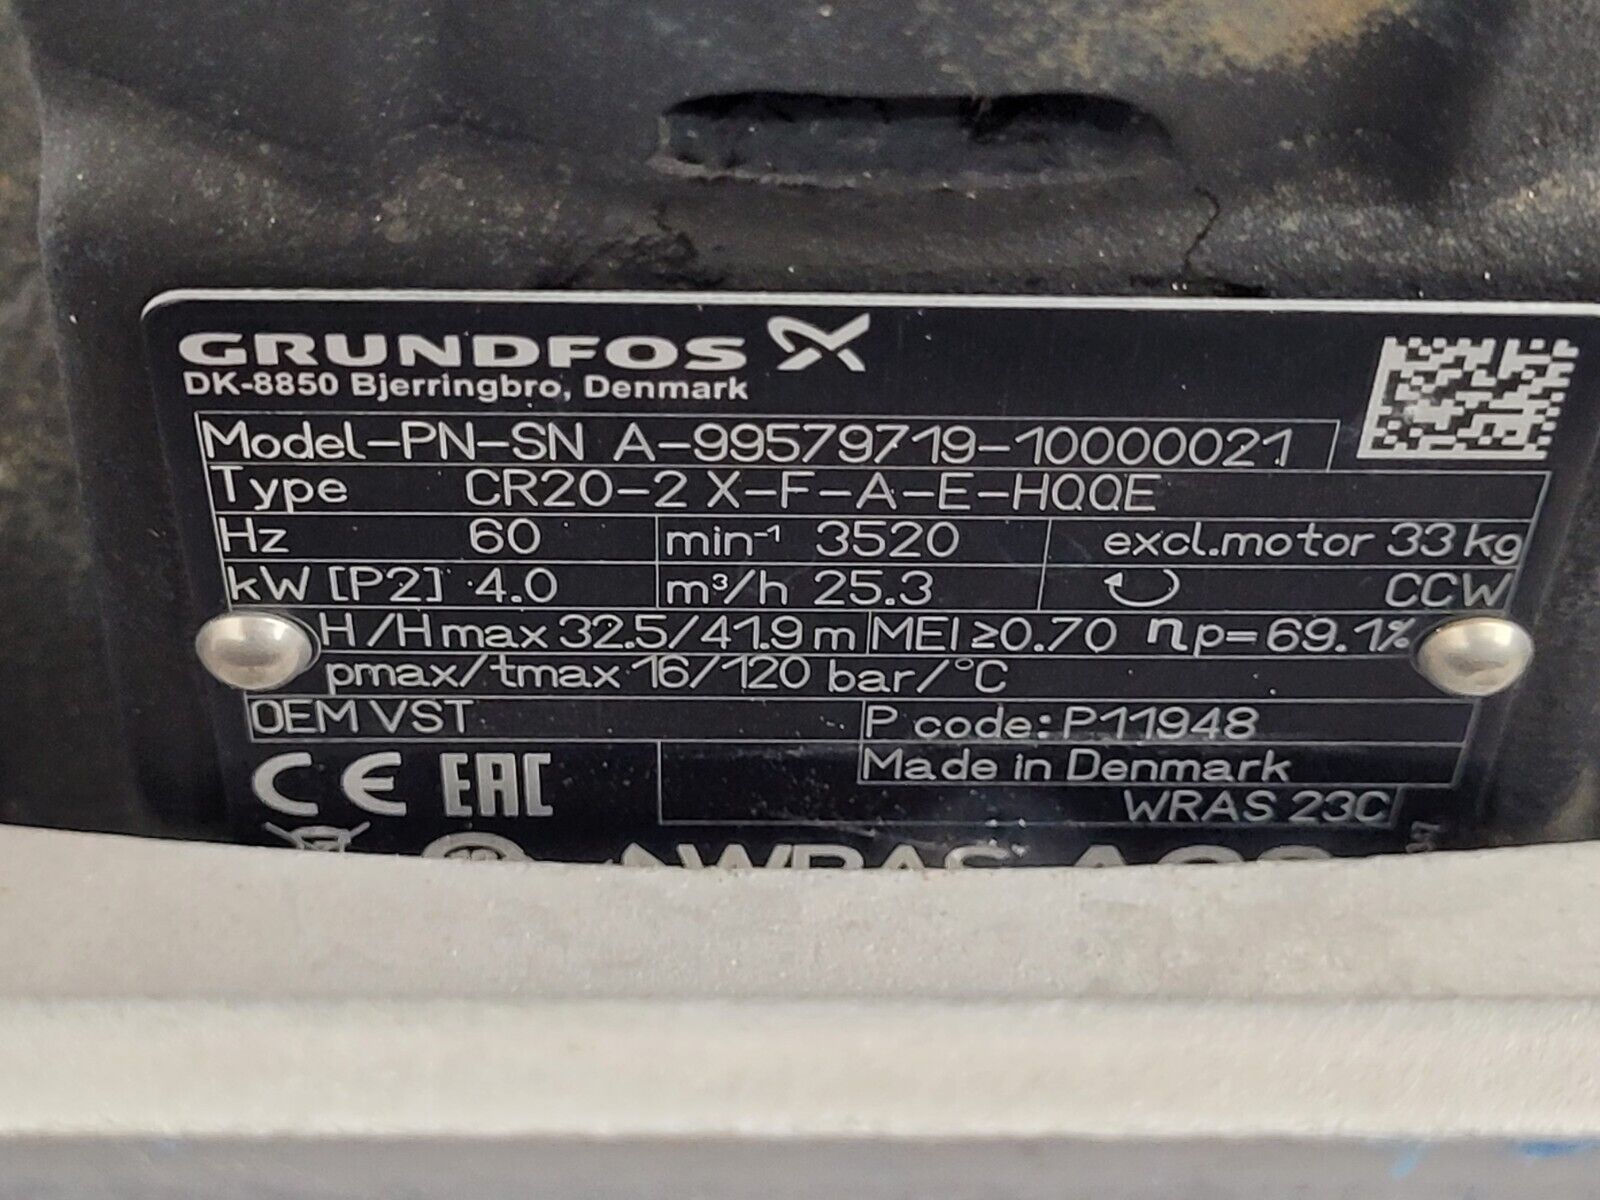 GRUNDFOS
DK-8850 Bjerringbro, Denmark
Model-PN-SN A-99579719-10000021
Type CR20-2 X-F-A-E-HQQE
Hz 60 min⁻¹ 3520 excl.motor 33 kg
kW [P2] 4.0 m³/h 25.3 CCW
H/Hmax 32.5/41.9 m MEI ≥0.70 ηp=69.1%
pmax/tmax 16/120 bar/°C
OEM VST P code: P11948
Made in Denmark
CE EAC WRAS 23C
WRAS